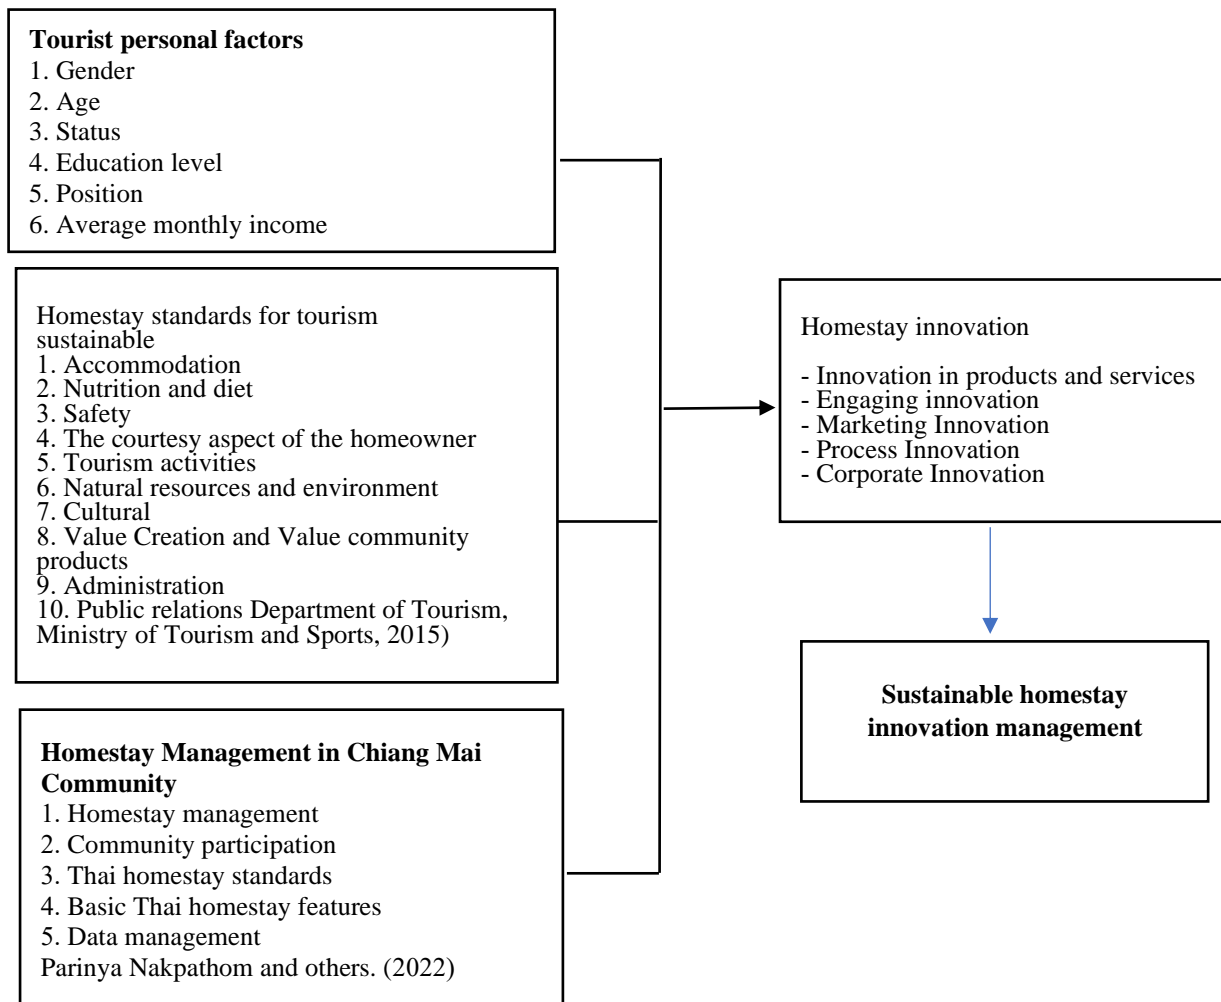 Tourist personal factors
1. Gender
2. Age
3. Status
4. Education level
5. Position
6. Average monthly income
Homestay standards for tourism
sustainable
1. Accommodation
2. Nutrition and diet
3. Safety
4. The courtesy aspect of the homeowner
5. Tourism activities
6. Natural resources and environment
7. Cultural
8. Value Creation and Value community
products
9. Administration
10. Public relations Department of Tourism,
Ministry of Tourism and Sports, 2015)
Homestay Management in Chiang Mai
Community
1. Homestay management
2. Community participation
3. Thai homestay standards
4. Basic Thai homestay features
5. Data management
Parinya Nakpathom and others. (2022)
Homestay innovation
- Innovation in products and services
- Engaging innovation
- Marketing Innovation
- Process Innovation
- Corporate Innovation
Sustainable homestay
innovation management